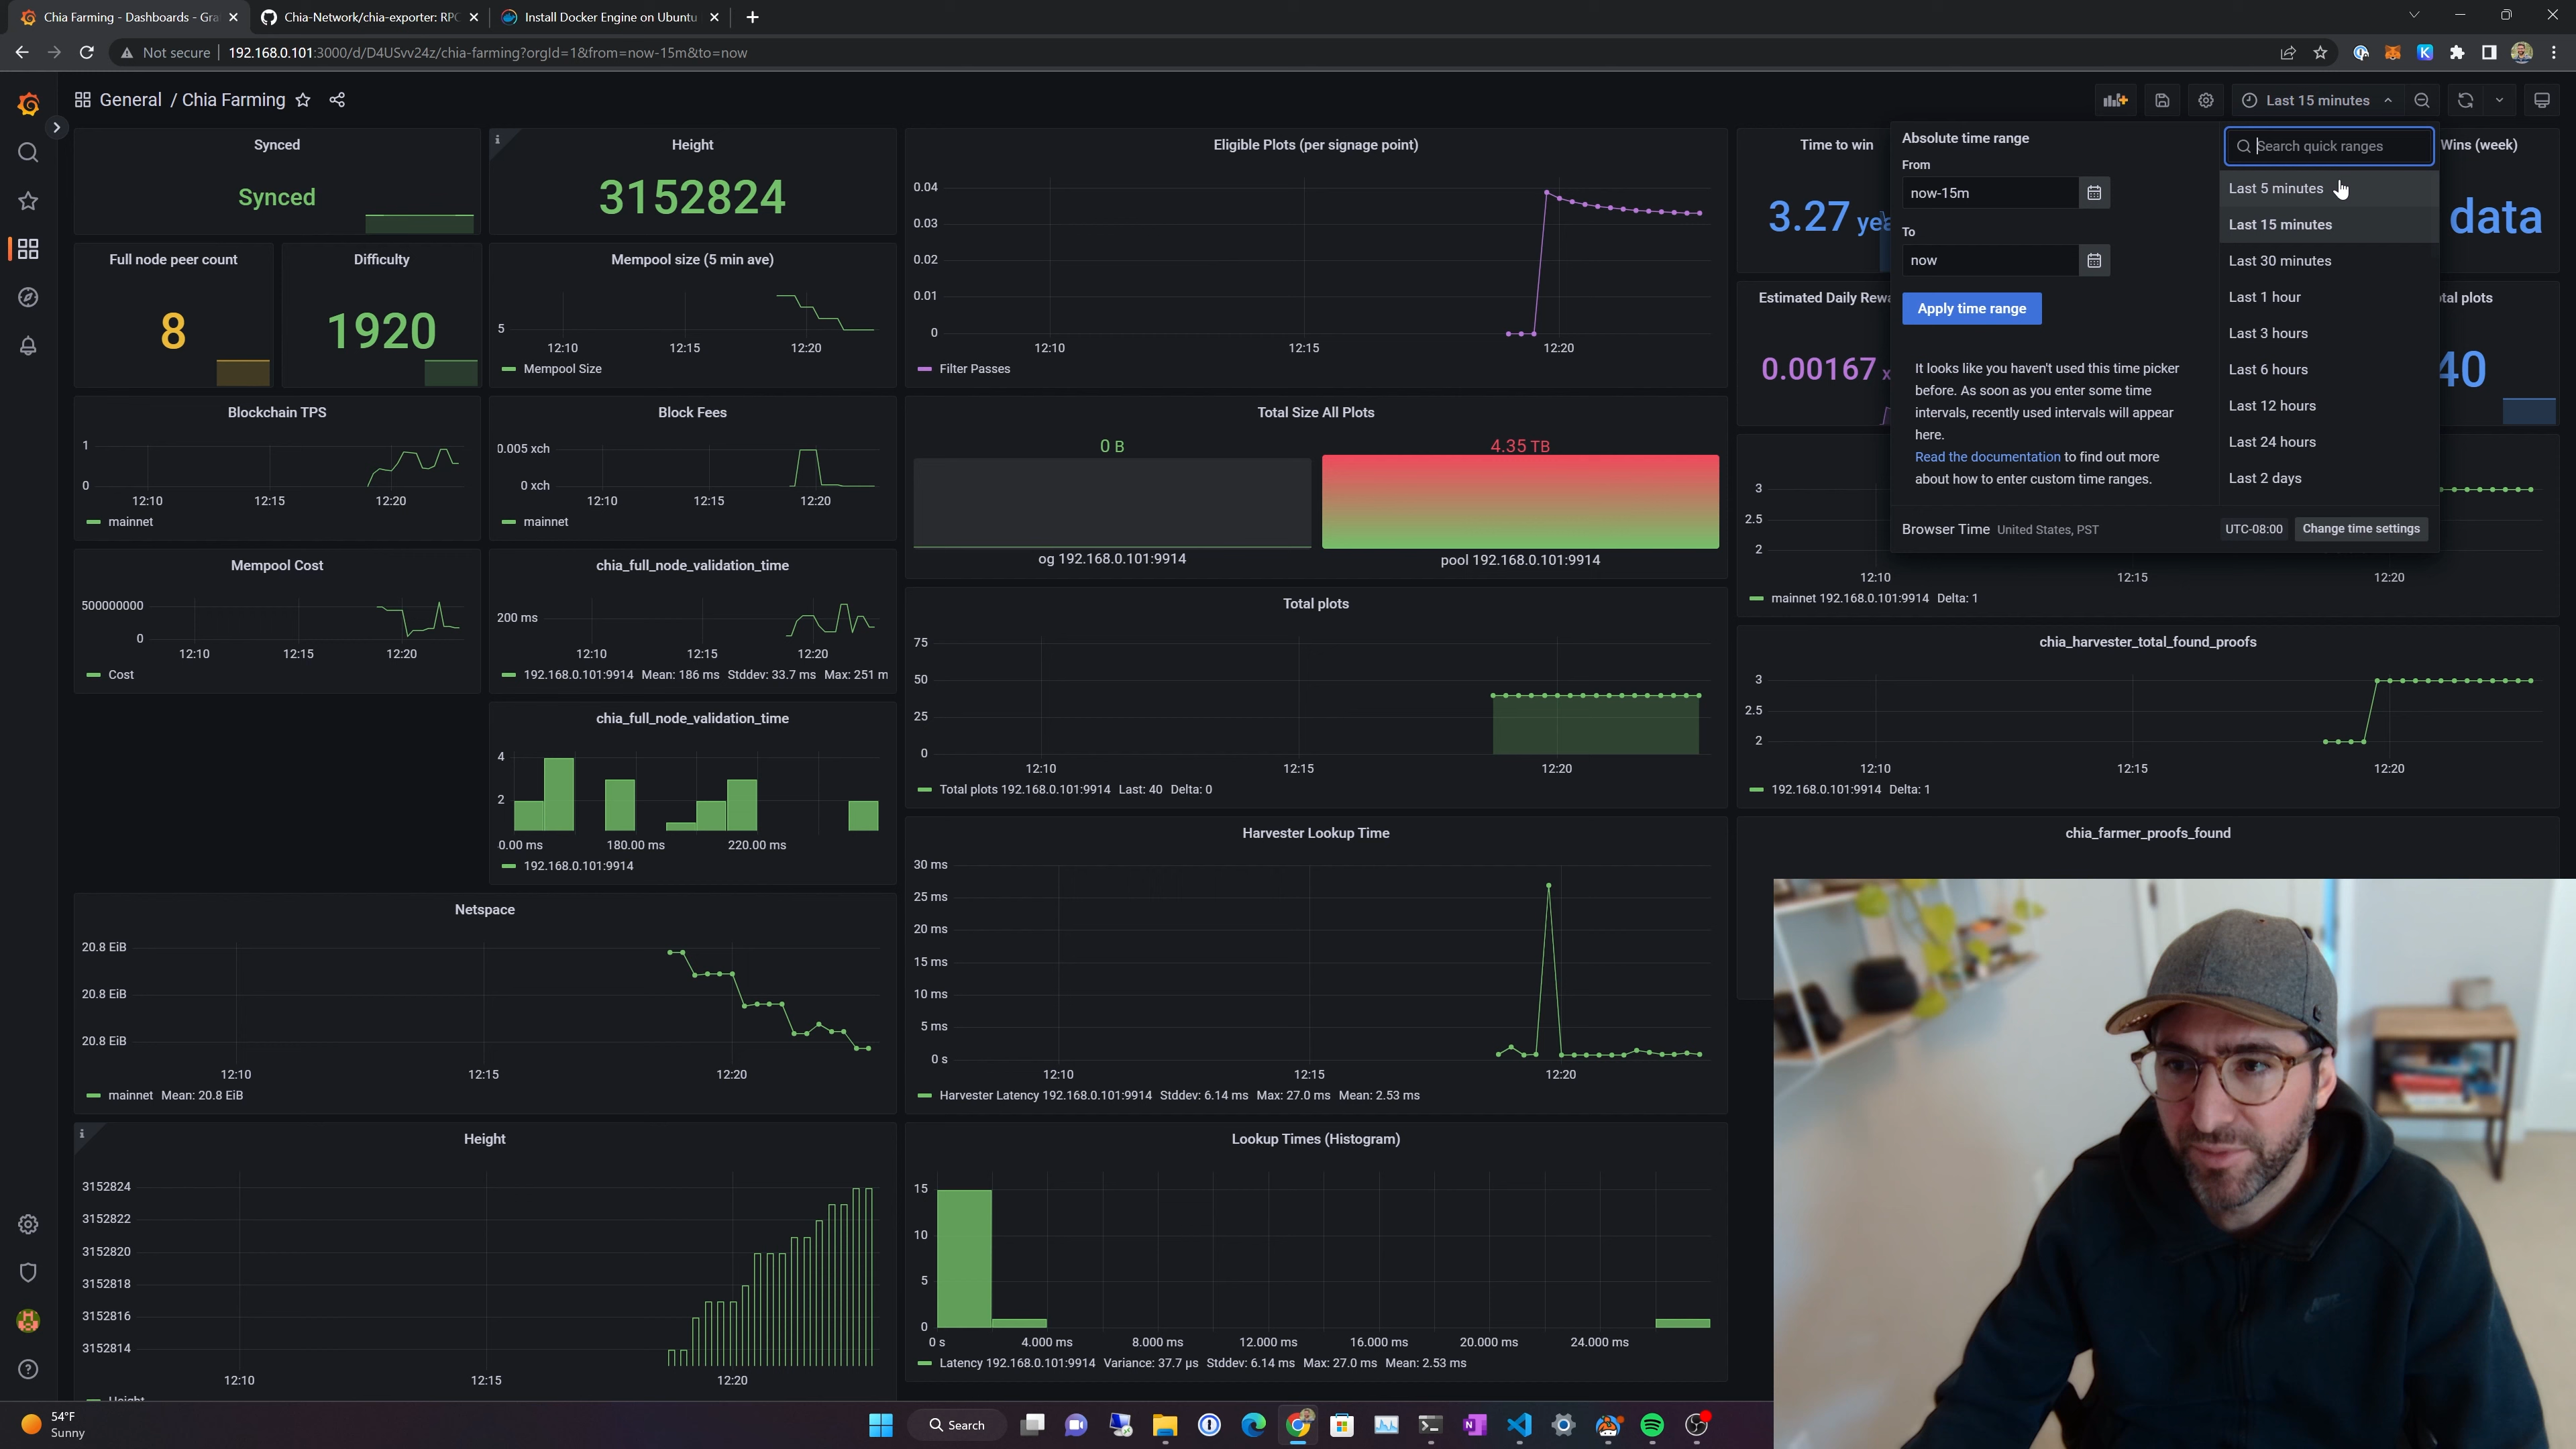 Chia Farming - Dashboards - Gra
Chia-Network/chia-exporter: RPC
Install Docker Engine on Ubuntu
Not secure
192.168.0.101:3000/d/D4USvv24z/chia-farming?orgId=1&from=now-15m&to=now
General / Chia Farming
Last 15 minutes
Synced
Synced
Height
3152824
Full node peer count
8
Difficulty
1920
Mempool size (5 min ave)
5
12:10 12:15 12:20
Mempool Size
Blockchain TPS
1
0
12:10 12:15 12:20
mainnet
Block Fees
0.005 xch
0 xch
12:10 12:15 12:20
mainnet
Mempool Cost
500000000
0
12:10 12:15 12:20
Cost
chia_full_node_validation_time
200 ms
12:10 12:15 12:20
192.168.0.101:9914 Mean: 186 ms Stddev: 33.7 ms Max: 251 m
chia_full_node_validation_time
4
2
0.00 ms 180.00 ms 220.00 ms
192.168.0.101:9914
Netspace
20.8 EiB
20.8 EiB
20.8 EiB
12:10 12:15 12:20
mainnet Mean: 20.8 EiB
Height
3152824
3152822
3152820
3152818
3152816
3152814
12:10 12:15 12:20
Height
Eligible Plots (per signage point)
0.04
0.03
0.02
0.01
0
12:10 12:15 12:20
Filter Passes
Total Size All Plots
0 B
4.35 TB
og 192.168.0.101:9914
pool 192.168.0.101:9914
Total plots
75
50
25
0
12:10 12:15 12:20
Total plots 192.168.0.101:9914 Last: 40 Delta: 0
Harvester Lookup Time
30 ms
25 ms
20 ms
15 ms
10 ms
5 ms
0 s
12:10 12:15 12:20
Harvester Latency 192.168.0.101:9914 Stddev: 6.14 ms Max: 27.0 ms Mean: 2.53 ms
Lookup Times (Histogram)
15
10
5
0
0 s 4.000 ms 8.000 ms 12.000 ms 16.000 ms 20.000 ms 24.000 ms
Latency 192.168.0.101:9914 Variance: 37.7 µs Stddev: 6.14 ms Max: 27.0 ms Mean: 2.53 ms
Time to win
3.27 yea
Wins (week)
data
Estimated Daily Rewa
0.00167 x
tal plots
40
Absolute time range
From
now-15m
To
now
Apply time range
It looks like you haven't used this time picker
before. As soon as you enter some time
intervals, recently used intervals will appear
here.
Read the documentation to find out more
about how to enter custom time ranges.
Search quick ranges
Last 5 minutes
Last 15 minutes
Last 30 minutes
Last 1 hour
Last 3 hours
Last 6 hours
Last 12 hours
Last 24 hours
Last 2 days
Browser Time United States, PST
UTC-08:00
Change time settings
3
2.5
2
12:10 12:15 12:20
mainnet 192.168.0.101:9914 Delta: 1
chia_harvester_total_found_proofs
3
2.5
2
12:10 12:15 12:20
192.168.0.101:9914 Delta: 1
chia_farmer_proofs_found
54°F
Sunny
Search